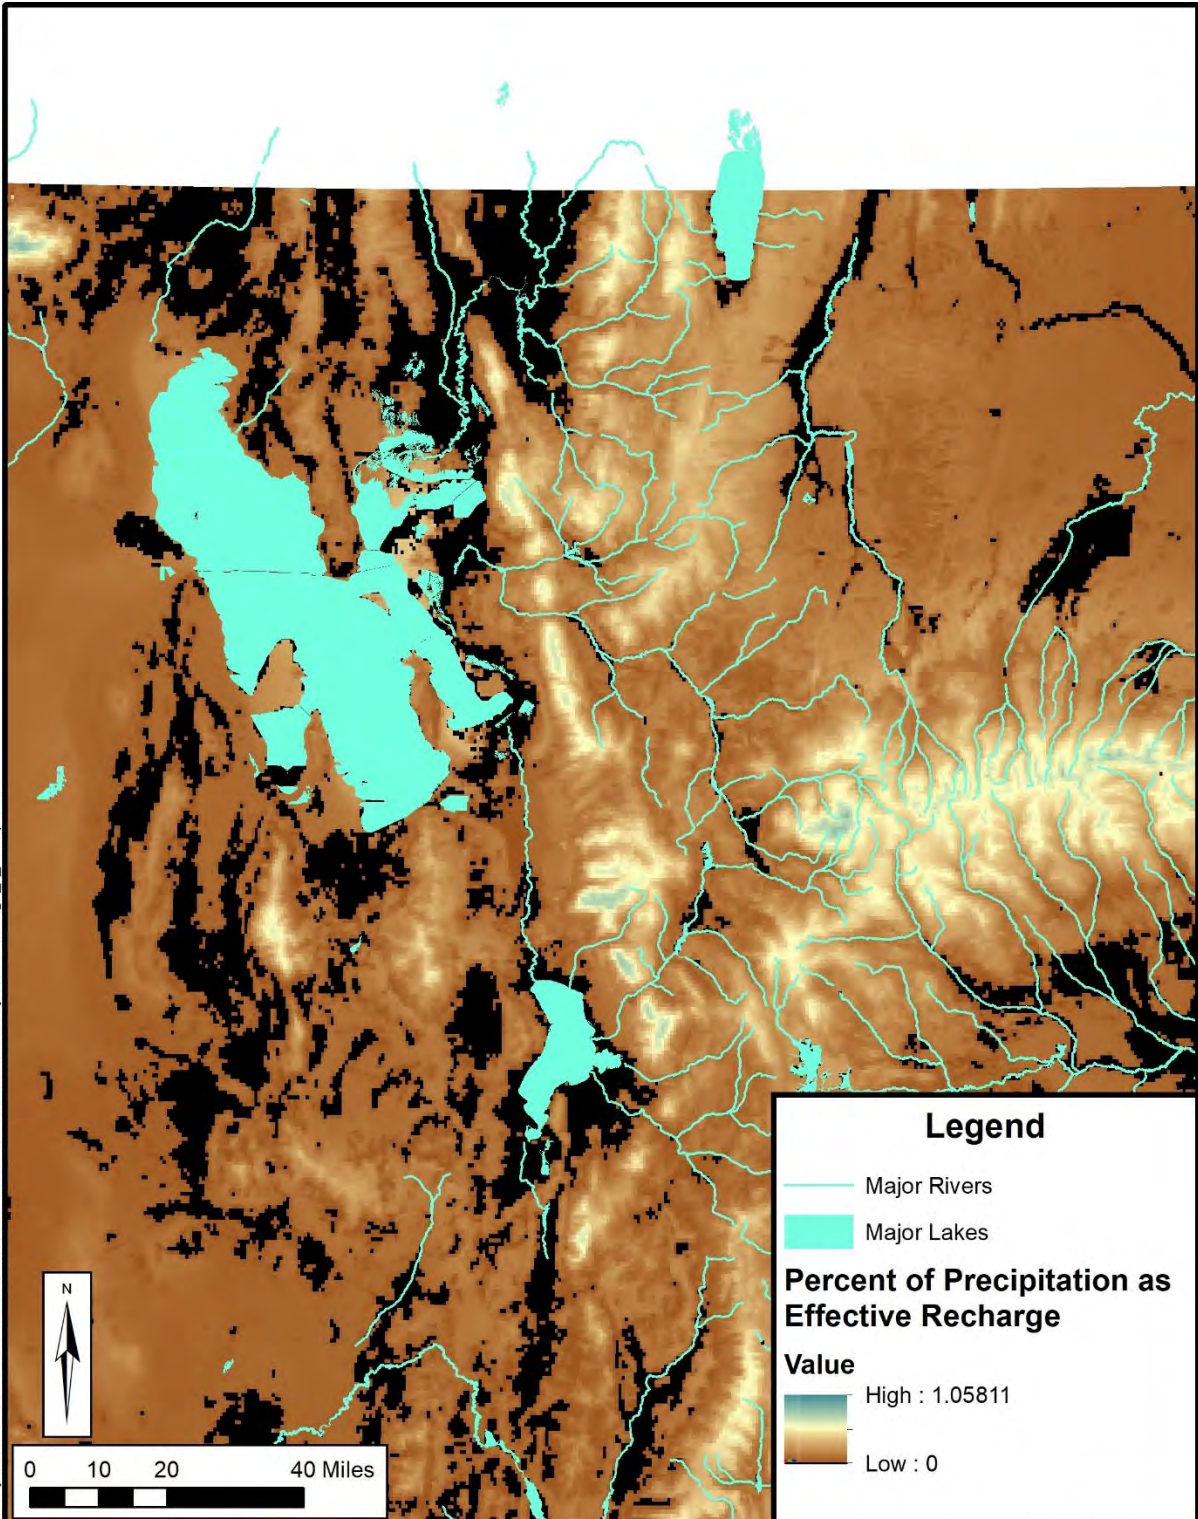 Legend
Major Rivers
Major Lakes
Percent of Precipitation as
Effective Recharge
Value
High : 1.05811
Low : 0
N
0 10 20 40 Miles